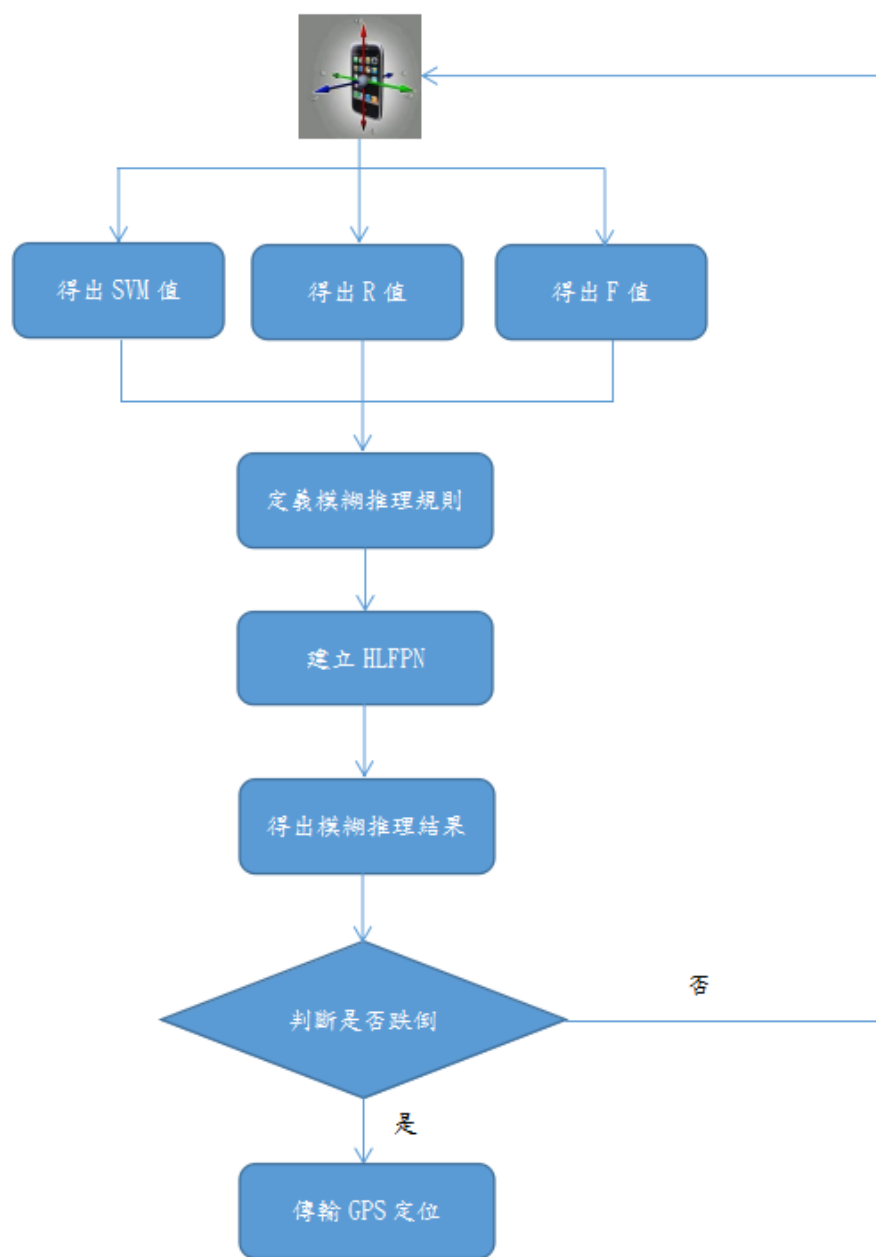 得出 SVM 值
得出 R 值
得出 F 值
定義模糊推理規則
建立 HLFPN
得出模糊推理結果
判斷是否跌倒
否
是
傳輸 GPS 定位